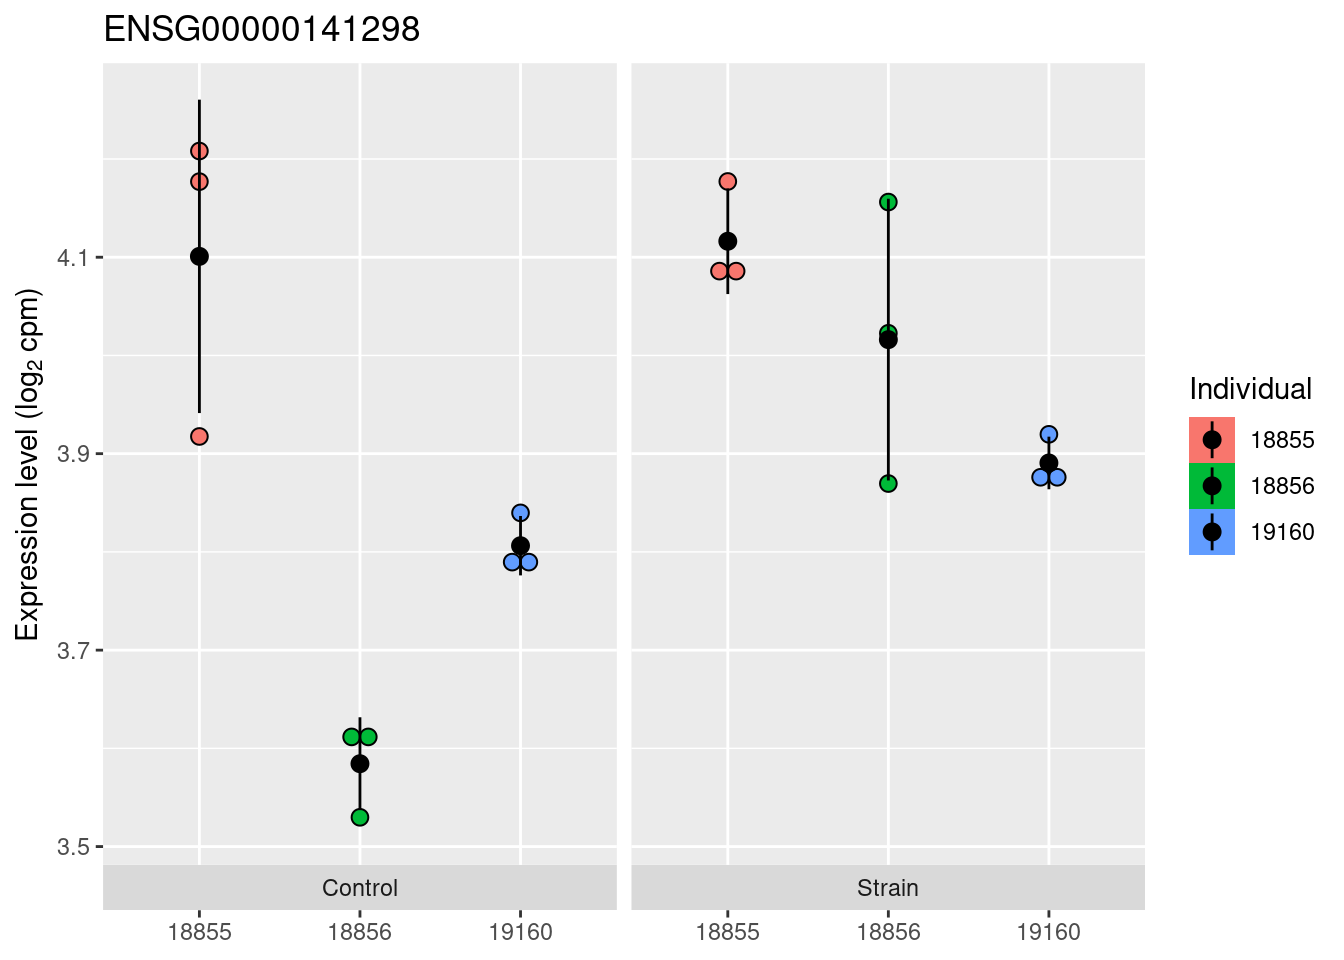 ENSG00000141298
Expression level (log₂ cpm)
4.1
3.9
3.7
3.5
Control
Strain
18855
18856
19160
18855
18856
19160
Individual
18855
18856
19160